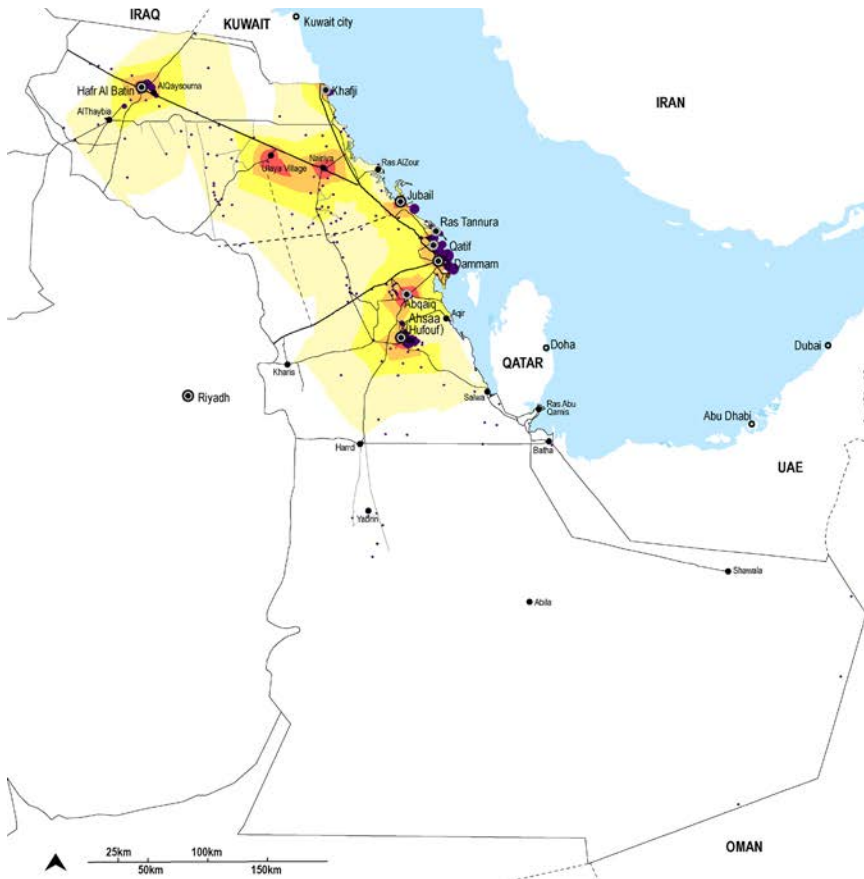 IRAQ
KUWAIT
Kuwait city
IRAN
Hafr Al Batin
AlQaysouma
Khafji
AlThaybia
Ulaya Village
Nairiya
Ras AlZour
Jubail
Ras Tannura
Qatif
Dammam
Abqaiq
Ahsaa
(Hufouf)
Aqir
Doha
Dubai
QATAR
Kharis
Riyadh
Salwa
Ras Abu
Qamis
Abu Dhabi
Harrd
Batha
UAE
Yadrin
Shawala
Abila
OMAN
25km
100km
50km
150km